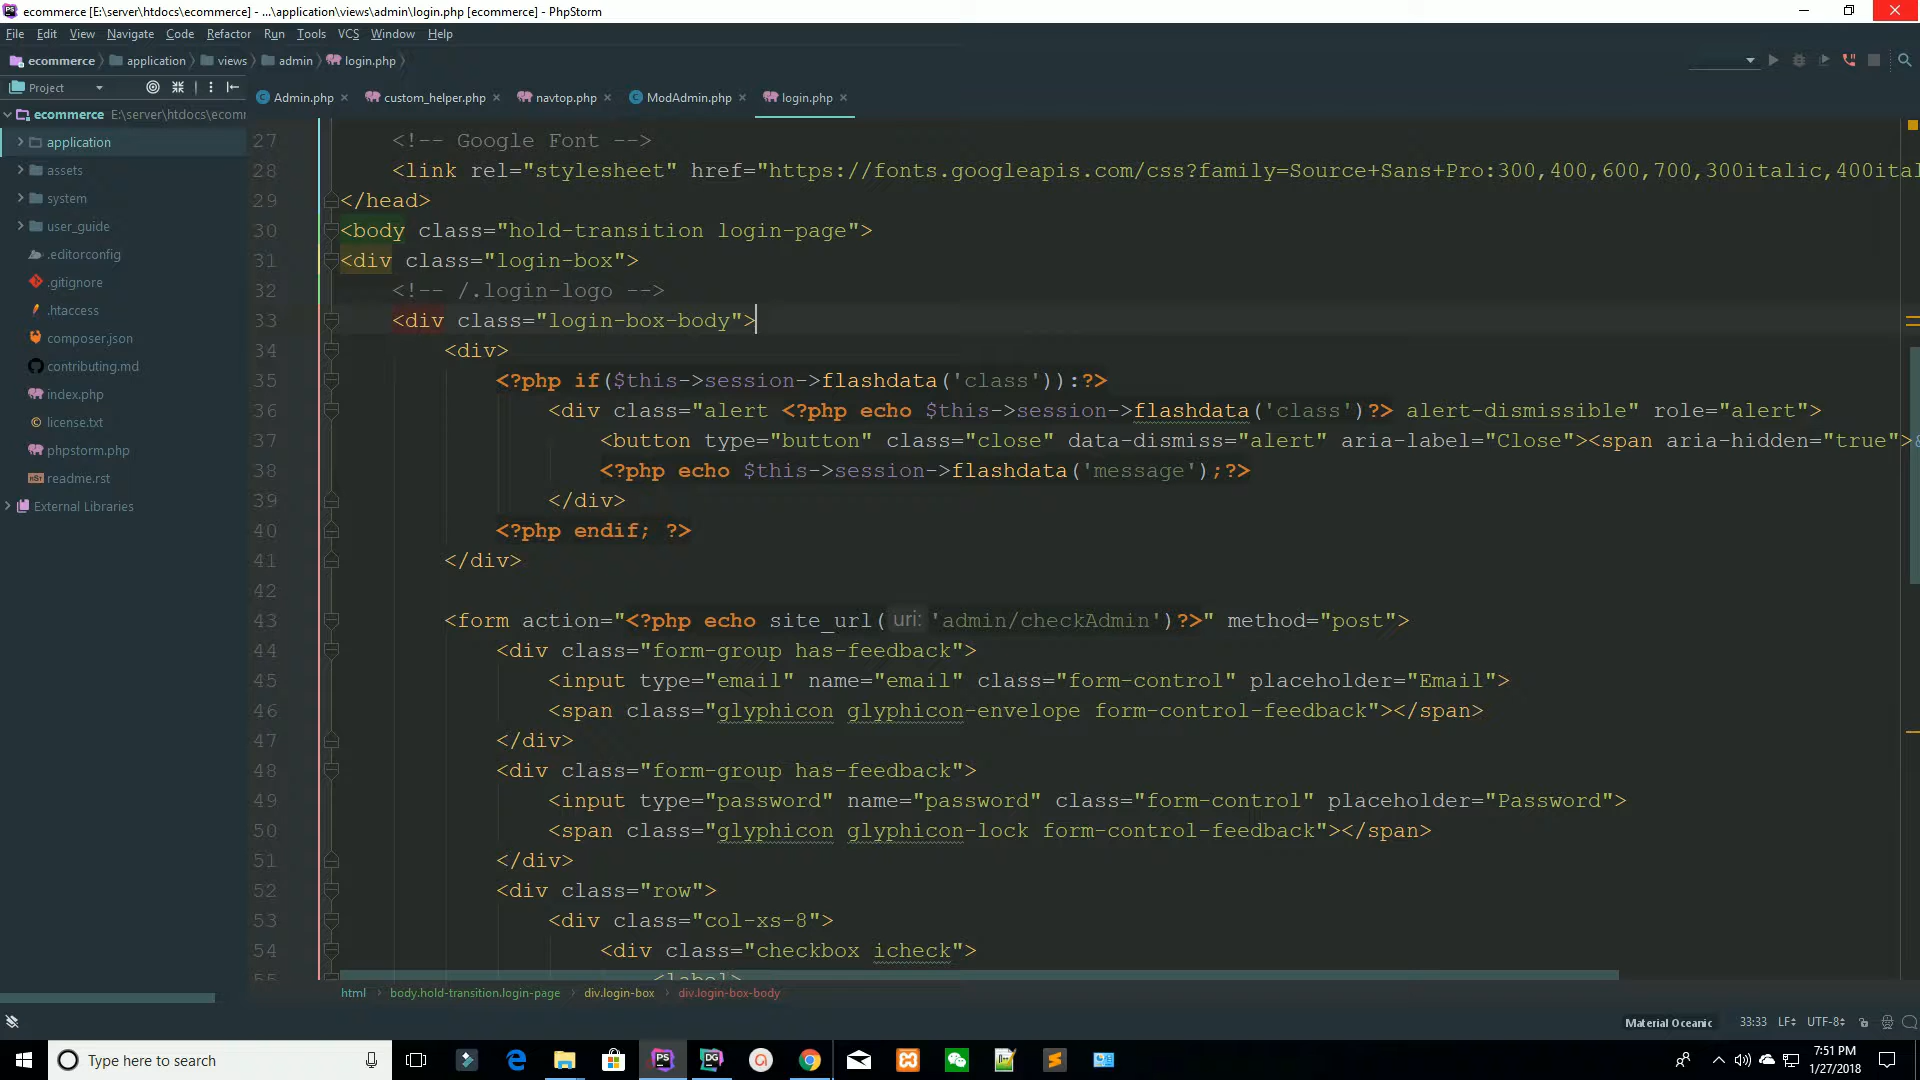 ecommerce [E:\server\htdocs\ecommerce] - ...\application\views\admin\login.php [ecommerce] - PhpStorm
File Edit View Navigate Code Refactor Run Tools VCS Window Help
ecommerce application views admin login.php
Project
Admin.php custom_helper.php navtop.php ModAdmin.php login.php
ecommerce E:\server\htdocs\ecomm
application
assets
system
user_guide
.editorconfig
.gitignore
.htaccess
composer.json
contributing.md
index.php
license.txt
phpstorm.php
readme.rst
External Libraries
27 <!-- Google Font -->
28 <link rel="stylesheet" href="https://fonts.googleapis.com/css?family=Source+Sans+Pro:300,400,600,700,300italic,400ital
29 </head>
30 <body class="hold-transition login-page">
31 <div class="login-box">
32 <!-- /.login-logo -->
33 <div class="login-box-body">
34 <div>
35 <?php if($this->session->flashdata('class')):?>
36 <div class="alert <?php echo $this->session->flashdata('class')?> alert-dismissible" role="alert">
37 <button type="button" class="close" data-dismiss="alert" aria-label="Close"><span aria-hidden="true">&
38 <?php echo $this->session->flashdata('message');?>
39 </div>
40 <?php endif; ?>
41 </div>
42
43 <form action="<?php echo site_url( uri: 'admin/checkAdmin')?>" method="post">
44 <div class="form-group has-feedback">
45 <input type="email" name="email" class="form-control" placeholder="Email">
46 <span class="glyphicon glyphicon-envelope form-control-feedback"></span>
47 </div>
48 <div class="form-group has-feedback">
49 <input type="password" name="password" class="form-control" placeholder="Password">
50 <span class="glyphicon glyphicon-lock form-control-feedback"></span>
51 </div>
52 <div class="row">
53 <div class="col-xs-8">
54 <div class="checkbox icheck">
55 <label>
html body.hold-transition.login-page div.login-box div.login-box-body
Material Oceanic 33:33 LF UTF-8
Type here to search
PS
DG
7:51 PM
1/27/2018